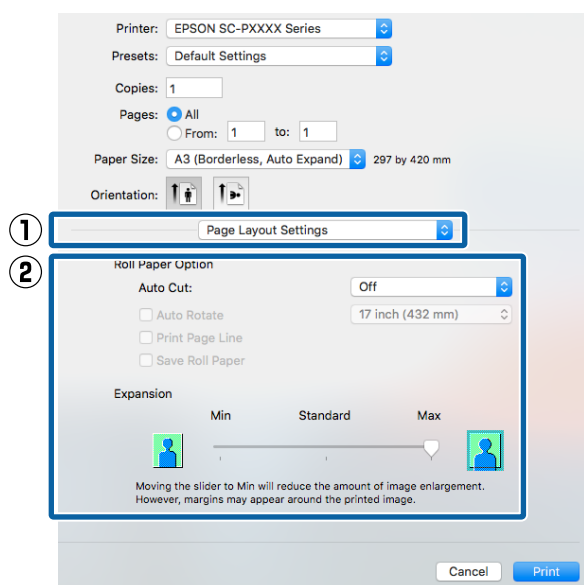 Printer: EPSON SC-PXXXX Series
Presets: Default Settings
Copies: 1
Pages: All
From: 1 to: 1
Paper Size: A3 (Borderless, Auto Expand) 297 by 420 mm
Orientation:
1 Page Layout Settings
2
Roll Paper Option
Auto Cut: Off
Auto Rotate 17 inch (432 mm)
Print Page Line
Save Roll Paper
Expansion
Min Standard Max
Moving the slider to Min will reduce the amount of image enlargement.
However, margins may appear around the printed image.
Cancel Print